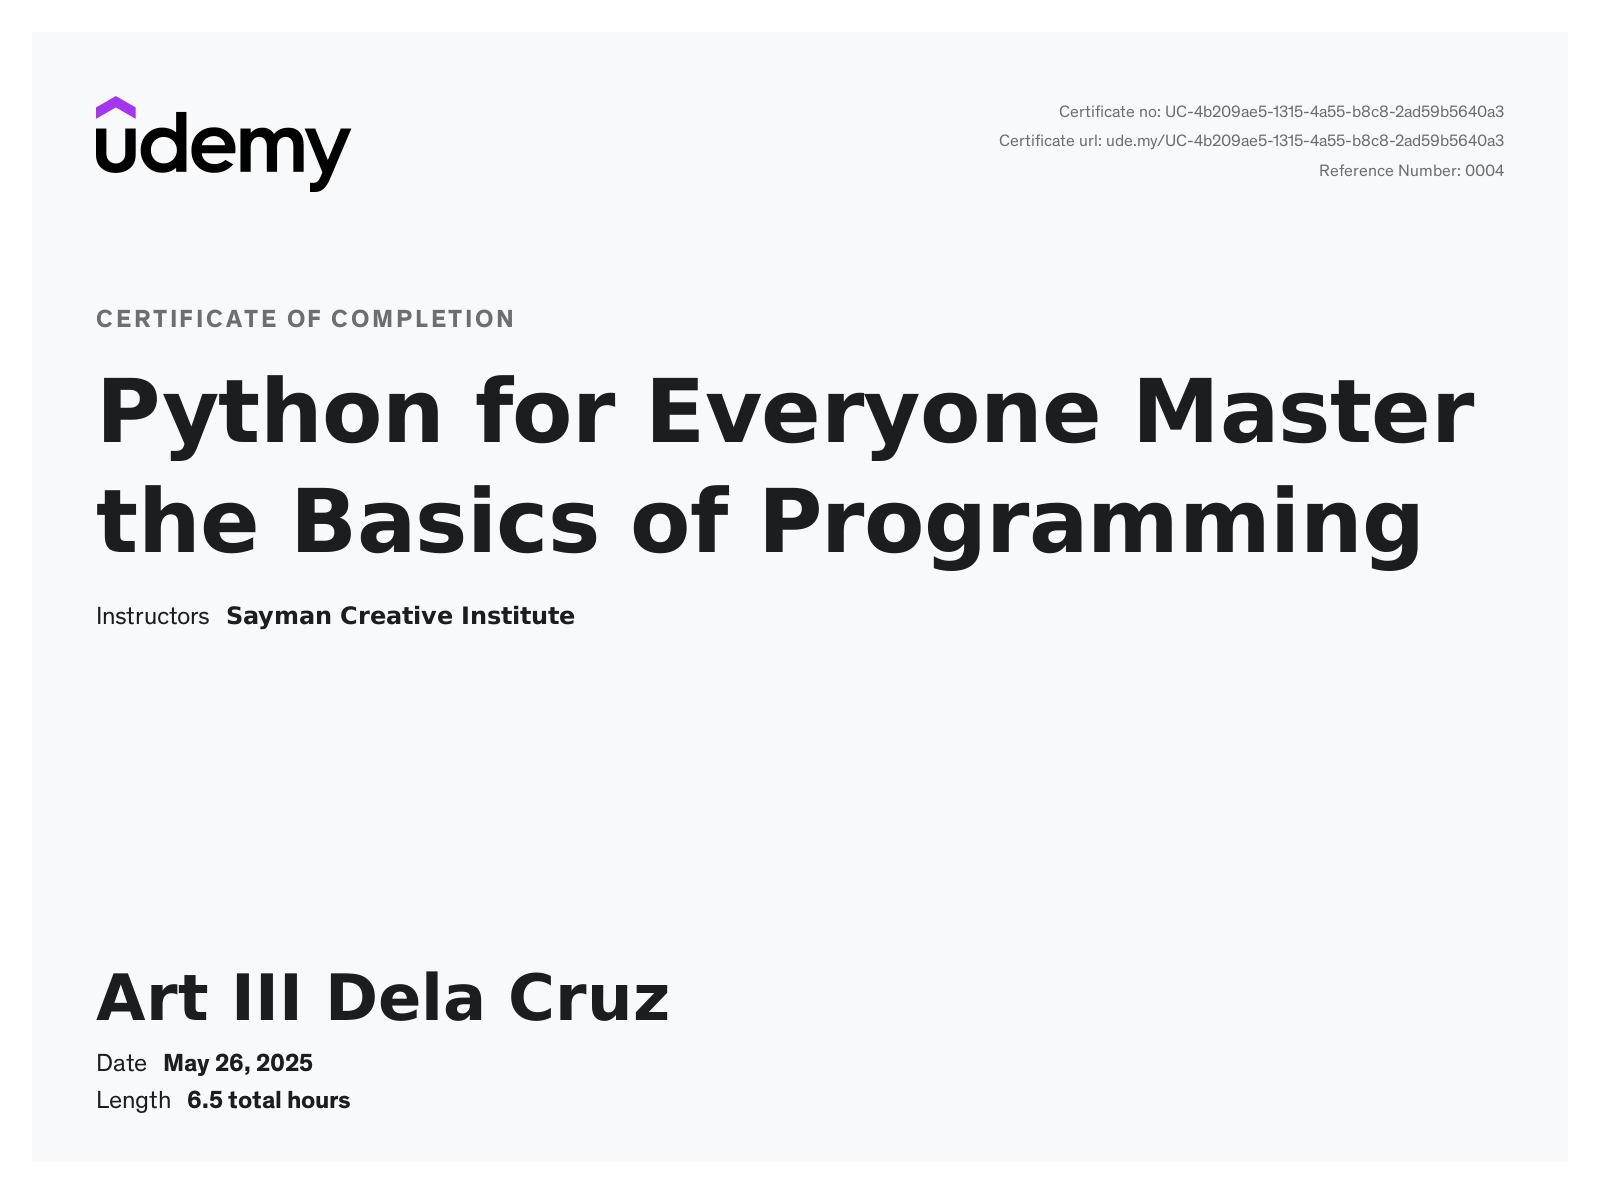 udemy
Certificate no: UC-4b209ae5-1315-4a55-b8c8-2ad59b5640a3
Certificate url: ude.my/UC-4b209ae5-1315-4a55-b8c8-2ad59b5640a3
Reference Number: 0004
CERTIFICATE OF COMPLETION
Python for Everyone Master
the Basics of Programming
Instructors Sayman Creative Institute
Art III Dela Cruz
Date May 26, 2025
Length 6.5 total hours